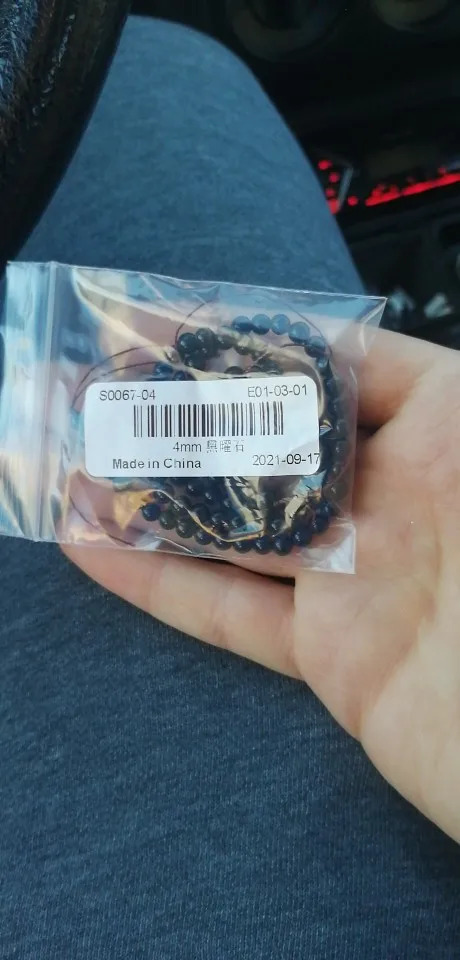 S0067-04 E01-03-01
4mm 黑曜石
Made in China 2021-09-17